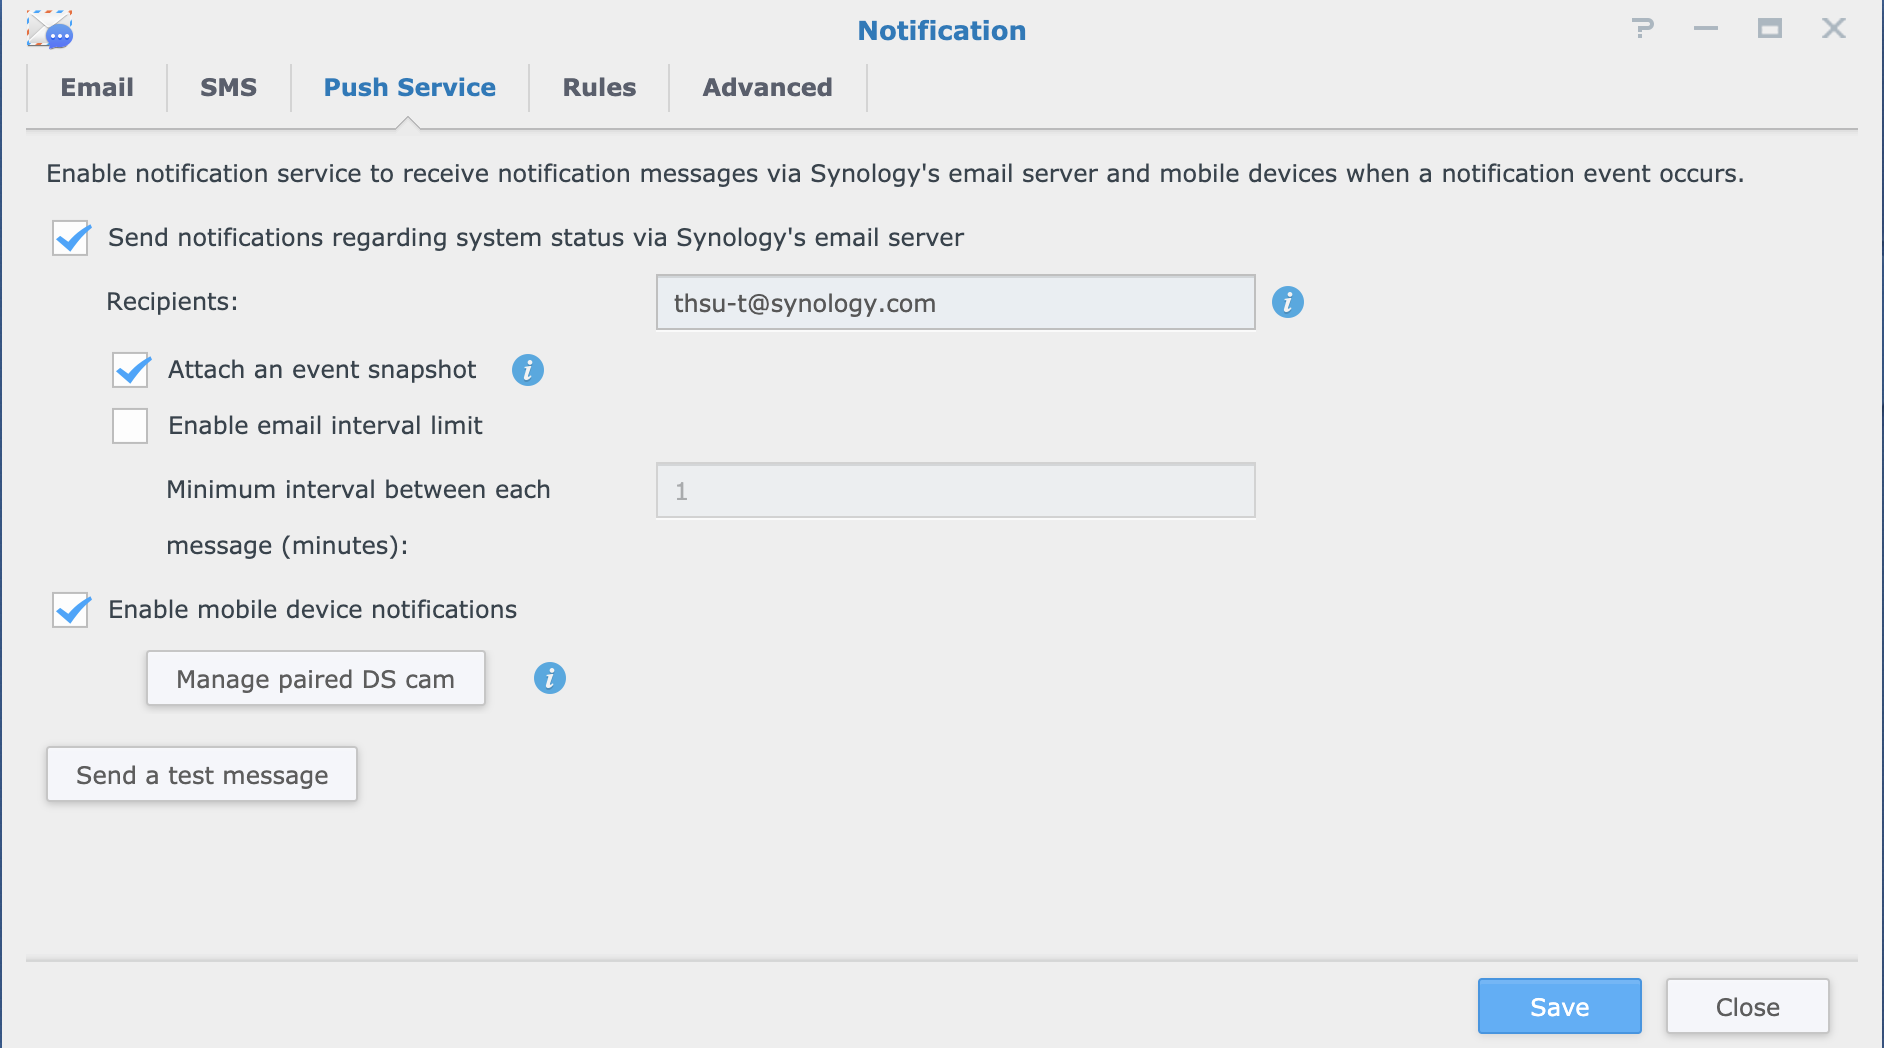 Notification
Email
SMS
Push Service
Rules
Advanced
Enable notification service to receive notification messages via Synology's email server and mobile devices when a notification event occurs.
Send notifications regarding system status via Synology's email server
Recipients:
thsu-t@synology.com
Attach an event snapshot
Enable email interval limit
Minimum interval between each
message (minutes):
1
Enable mobile device notifications
Manage paired DS cam
Send a test message
Save
Close